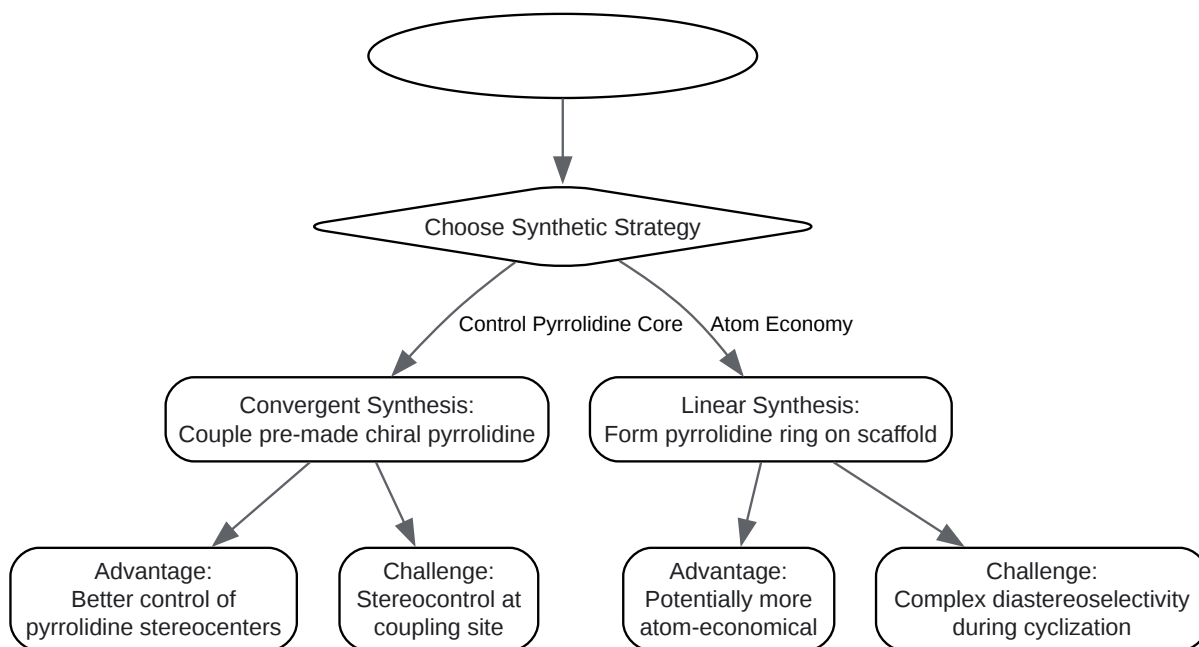 Choose Synthetic Strategy
Control Pyrrolidine Core
Atom Economy
Convergent Synthesis:
Couple pre-made chiral pyrrolidine
Linear Synthesis:
Form pyrrolidine ring on scaffold
Advantage:
Better control of
pyrrolidine stereocenters
Challenge:
Stereocontrol at
coupling site
Advantage:
Potentially more
atom-economical
Challenge:
Complex diastereoselectivity
during cyclization